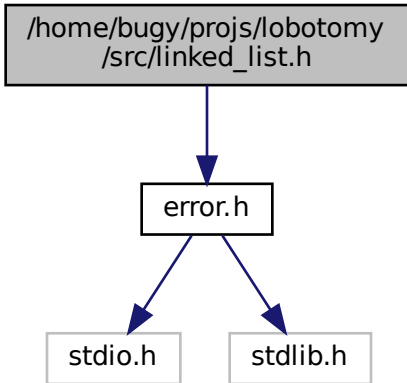 /home/bugy/projs/lobotomy
/src/linked_list.h
error.h
stdio.h
stdlib.h